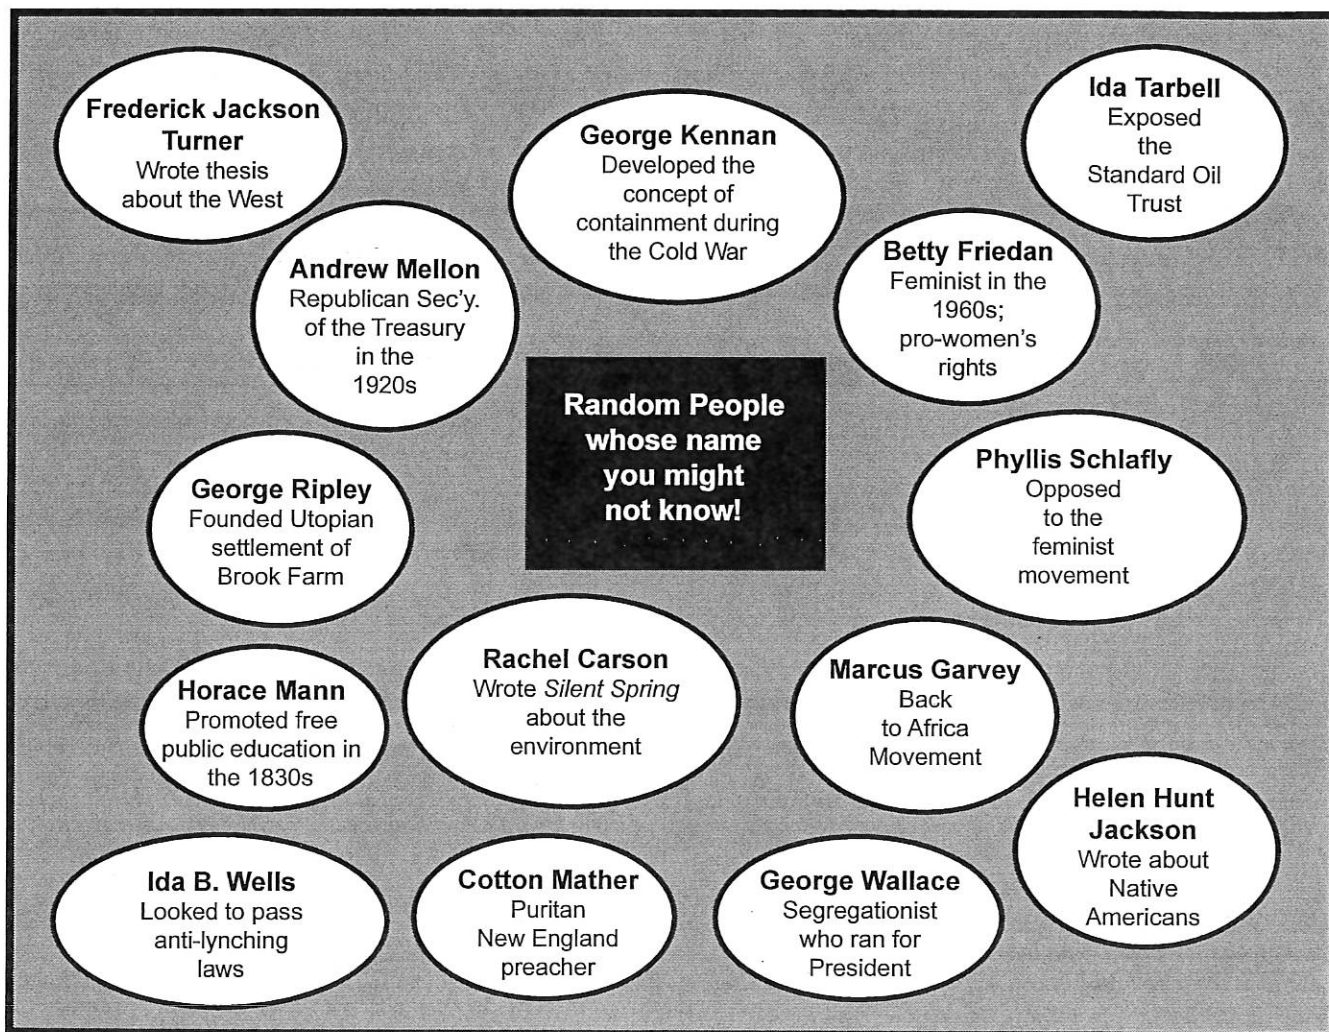 Frederick Jackson
Turner
Wrote thesis
about the West
George Kennan
Developed the
concept of
containment during
the Cold War
Ida Tarbell
Exposed
the
Standard Oil
Trust
Andrew Mellon
Republican Sec'y.
of the Treasury
in the
1920s
Betty Friedan
Feminist in the
1960s;
pro-women's
rights
Random People
whose name
you might
not know!
George Ripley
Founded Utopian
settlement of
Brook Farm
Phyllis Schlafly
Opposed
to the
feminist
movement
Horace Mann
Promoted free
public education in
the 1830s
Rachel Carson
Wrote Silent Spring
about the
environment
Marcus Garvey
Back
to Africa
Movement
Helen Hunt
Jackson
Wrote about
Native
Americans
Ida B. Wells
Looked to pass
anti-lynching
laws
Cotton Mather
Puritan
New England
preacher
George Wallace
Segregationist
who ran for
President